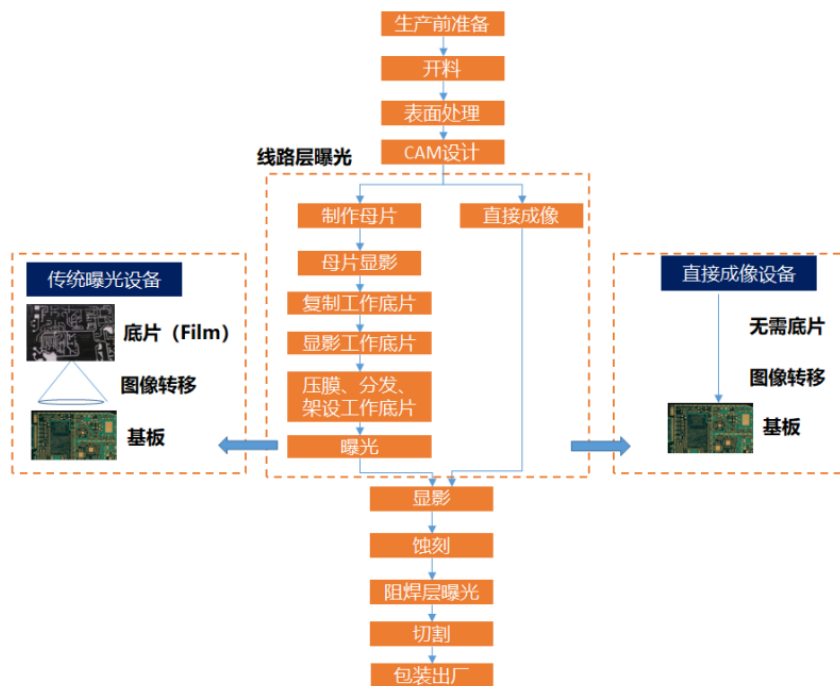 生产前准备
开料
表面处理
CAM设计
线路层曝光
制作母片
直接成像
母片显影
复制工作底片
显影工作底片
压膜、分发、
架设工作底片
曝光
传统曝光设备
底片（Film）
图像转移
基板
直接成像设备
无需底片
图像转移
基板
显影
蚀刻
阻焊层曝光
切割
包装出厂